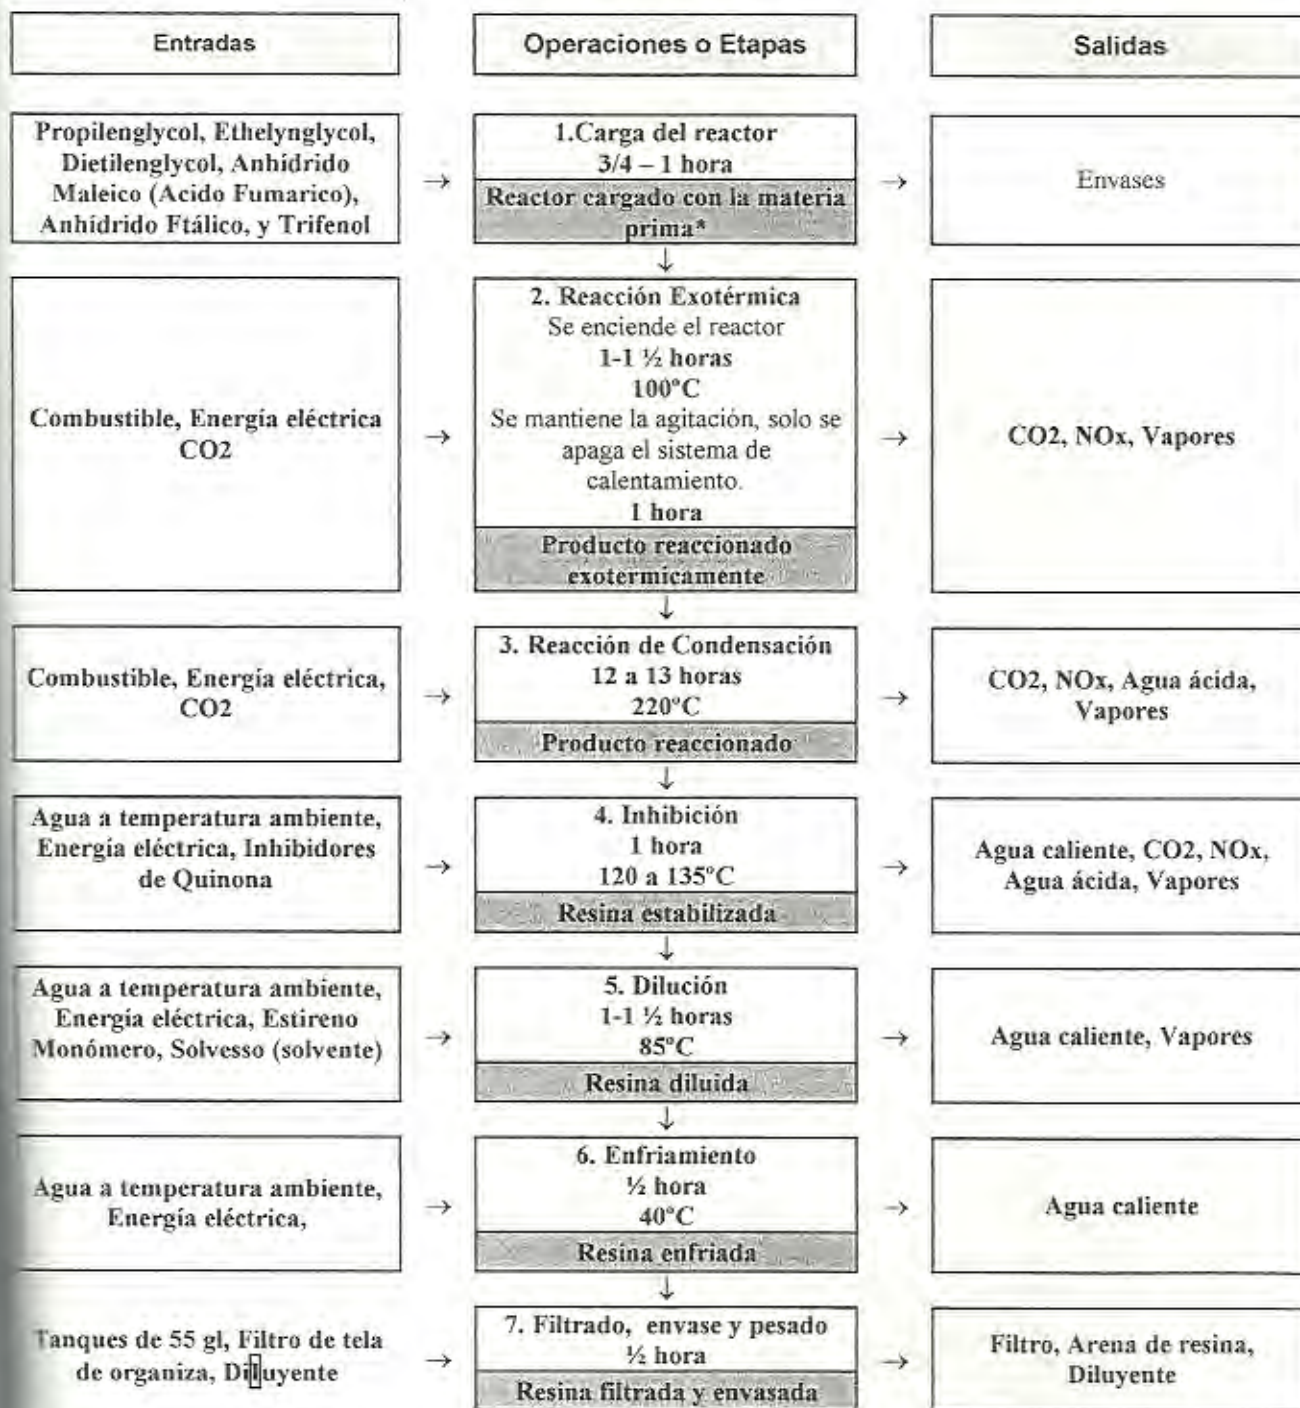 Entradas
Operaciones o Etapas
Salidas
Propilenglycol, Ethelynglycol,
Dietilenglycol, Anhídrido
Maleico (Acido Fumarico),
Anhídrido Ftálico, y Trifenol
→
1.Carga del reactor
3/4 – 1 hora
Reactor cargado con la materia
prima*
→
Envases
↓
Combustible, Energía eléctrica
CO2
→
2. Reacción Exotérmica
Se enciende el reactor
1-1 ½ horas
100ºC
Se mantiene la agitación, solo se
apaga el sistema de
calentamiento.
1 hora
Producto reaccionado
exotermicamente
→
CO2, NOx, Vapores
↓
Combustible, Energía eléctrica,
CO2
→
3. Reacción de Condensación
12 a 13 horas
220ºC
Producto reaccionado
→
CO2, NOx, Agua ácida,
Vapores
↓
Agua a temperatura ambiente,
Energía eléctrica, Inhibidores
de Quinona
→
4. Inhibición
1 hora
120 a 135ºC
Resina estabilizada
→
Agua caliente, CO2, NOx,
Agua ácida, Vapores
↓
Agua a temperatura ambiente,
Energía eléctrica, Estireno
Monómero, Solvesso (solvente)
→
5. Dilución
1-1 ½ horas
85ºC
Resina diluida
→
Agua caliente, Vapores
↓
Agua a temperatura ambiente,
Energía eléctrica,
→
6. Enfriamiento
½ hora
40ºC
Resina enfriada
→
Agua caliente
↓
Tanques de 55 gl, Filtro de tela
de organiza, Diluyente
→
7. Filtrado, envase y pesado
½ hora
Resina filtrada y envasada
→
Filtro, Arena de resina,
Diluyente